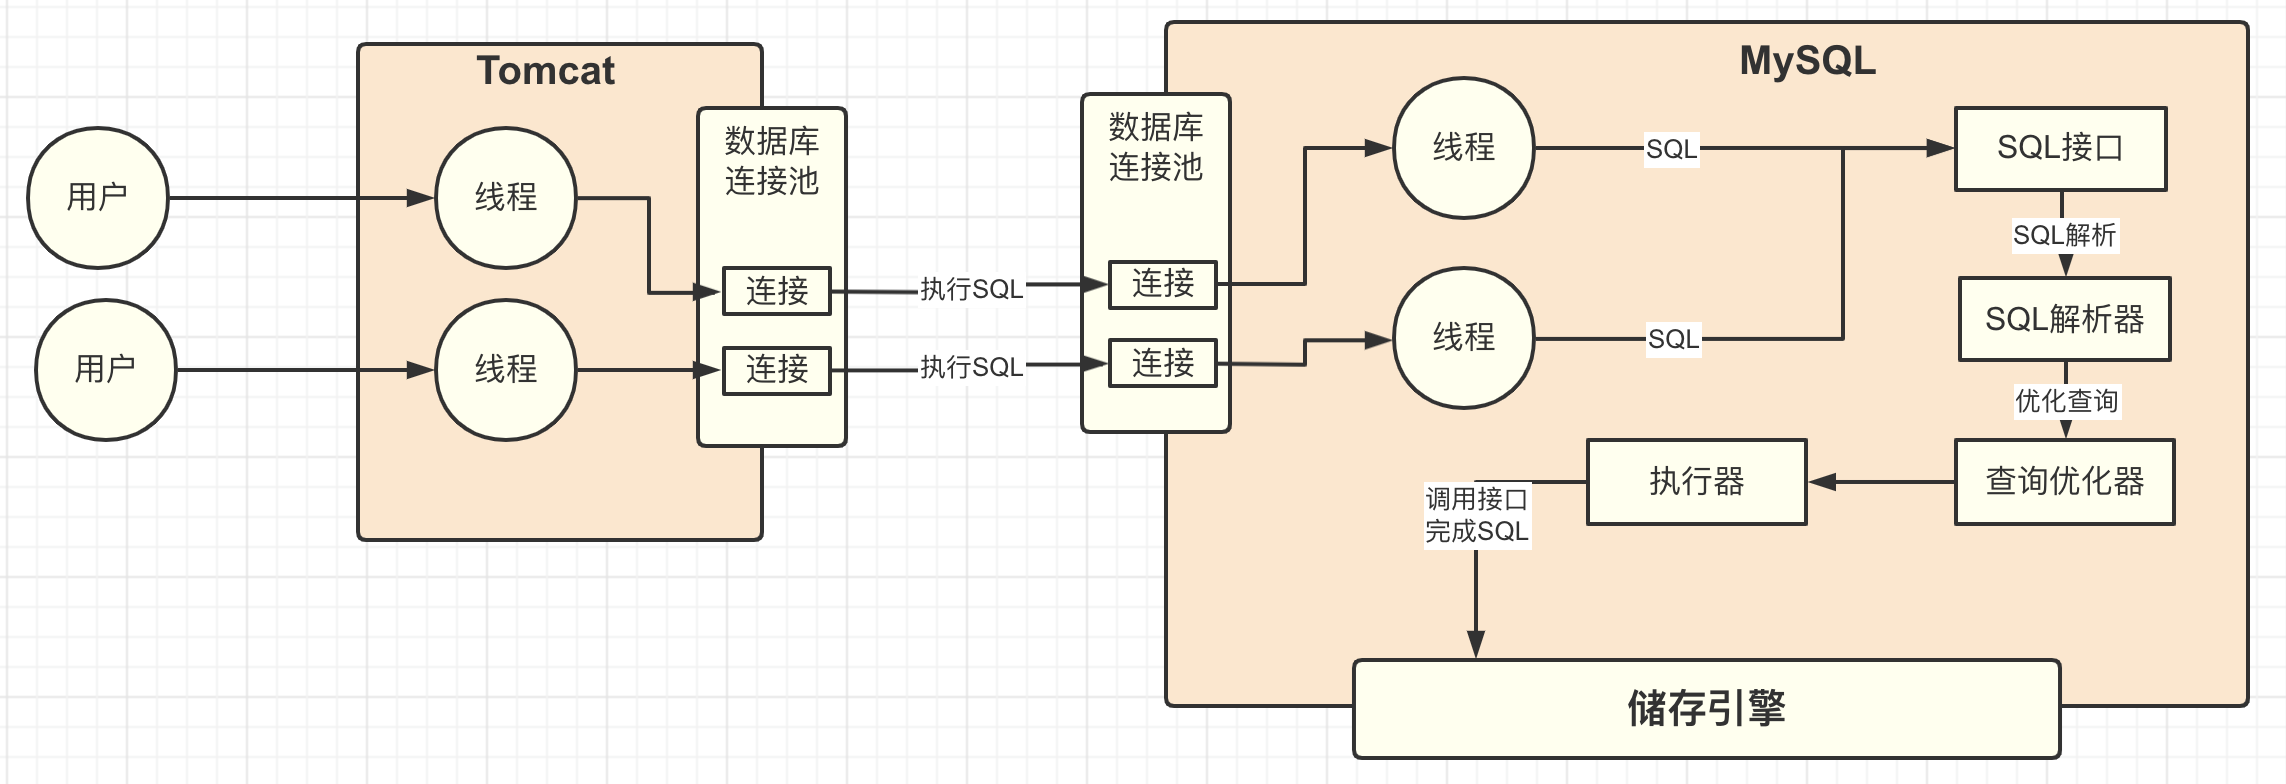 Tomcat
MySQL
用户
用户
线程
线程
数据库
连接池
连接
连接
执行SQL
执行SQL
数据库
连接池
连接
连接
线程
线程
SQL
SQL
SQL接口
SQL解析
SQL解析器
优化查询
查询优化器
执行器
调用接口
完成SQL
储存引擎